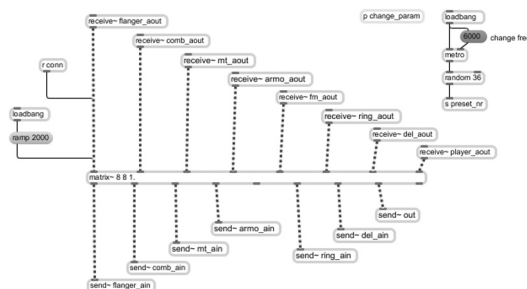 receive~ flanger_aout
p change_param
loadbang
receive~ comb_aout
6000
change fre
receive~ mt_aout
metro
r conn
receive~ armo_aout
random 36
receive~ fm_aout
s preset_nr
loadbang
receive~ ring_aout
ramp 2000
receive~ del_aout
receive~ player_aout
matrix~ 8 8 1.
send~ out
send~ armo_ain
send~ del_ain
send~ mt_ain
send~ ring_ain
send~ comb_ain
send~ flanger_ain